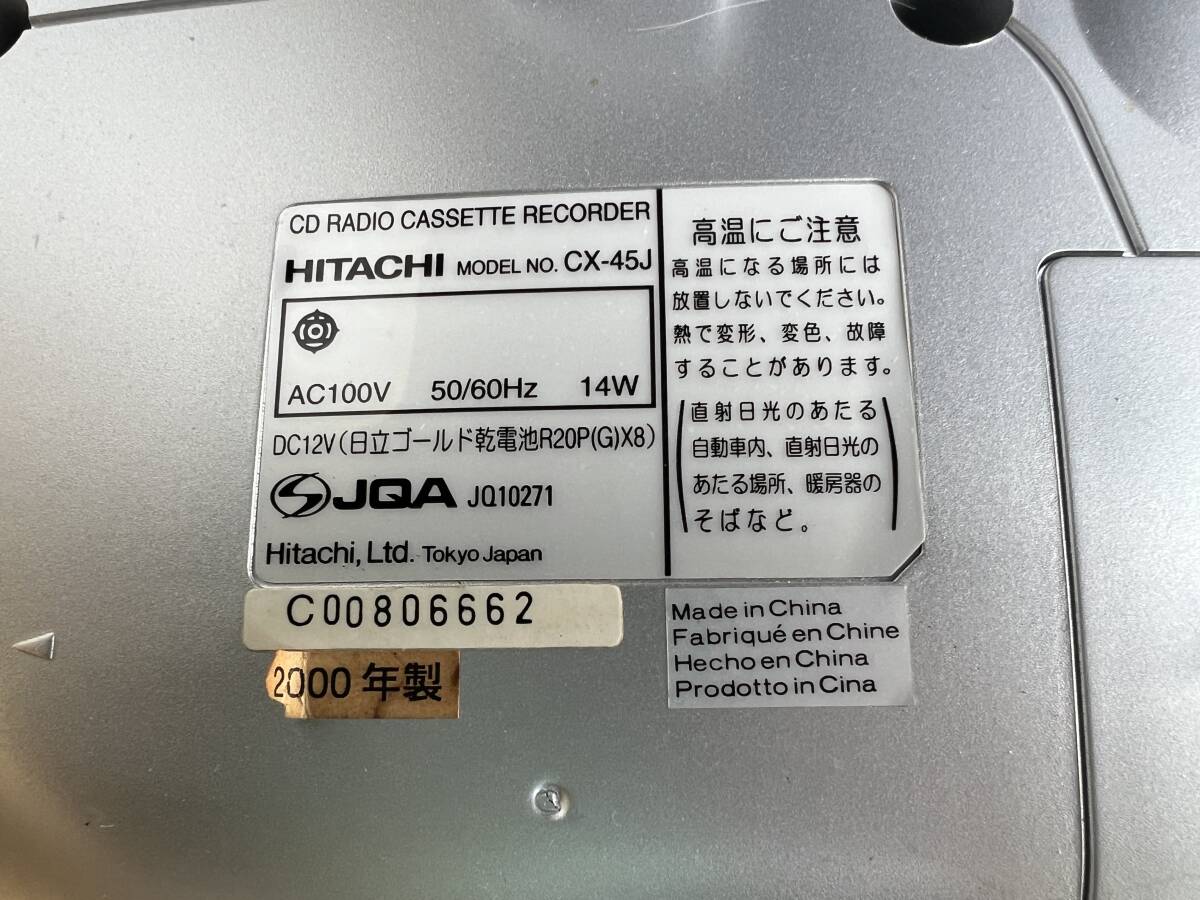 CD RADIO CASSETTE RECORDER
HITACHI MODEL NO. CX-45J
AC100V 50/60Hz 14W
DC12V(日立ゴールド乾電池R20P(G)X8)
JQA JQ10271
Hitachi, Ltd. Tokyo Japan
高温にご注意
高温になる場所には
放置しないでください。
熱で変形、変色、故障
することがあります。
(直射日光のあたる
自動車内、直射日光の
あたる場所、暖房器の
そばなど。)
C00806662
2000年製
Made in China
Fabriqué en Chine
Hecho en China
Prodotto in Cina